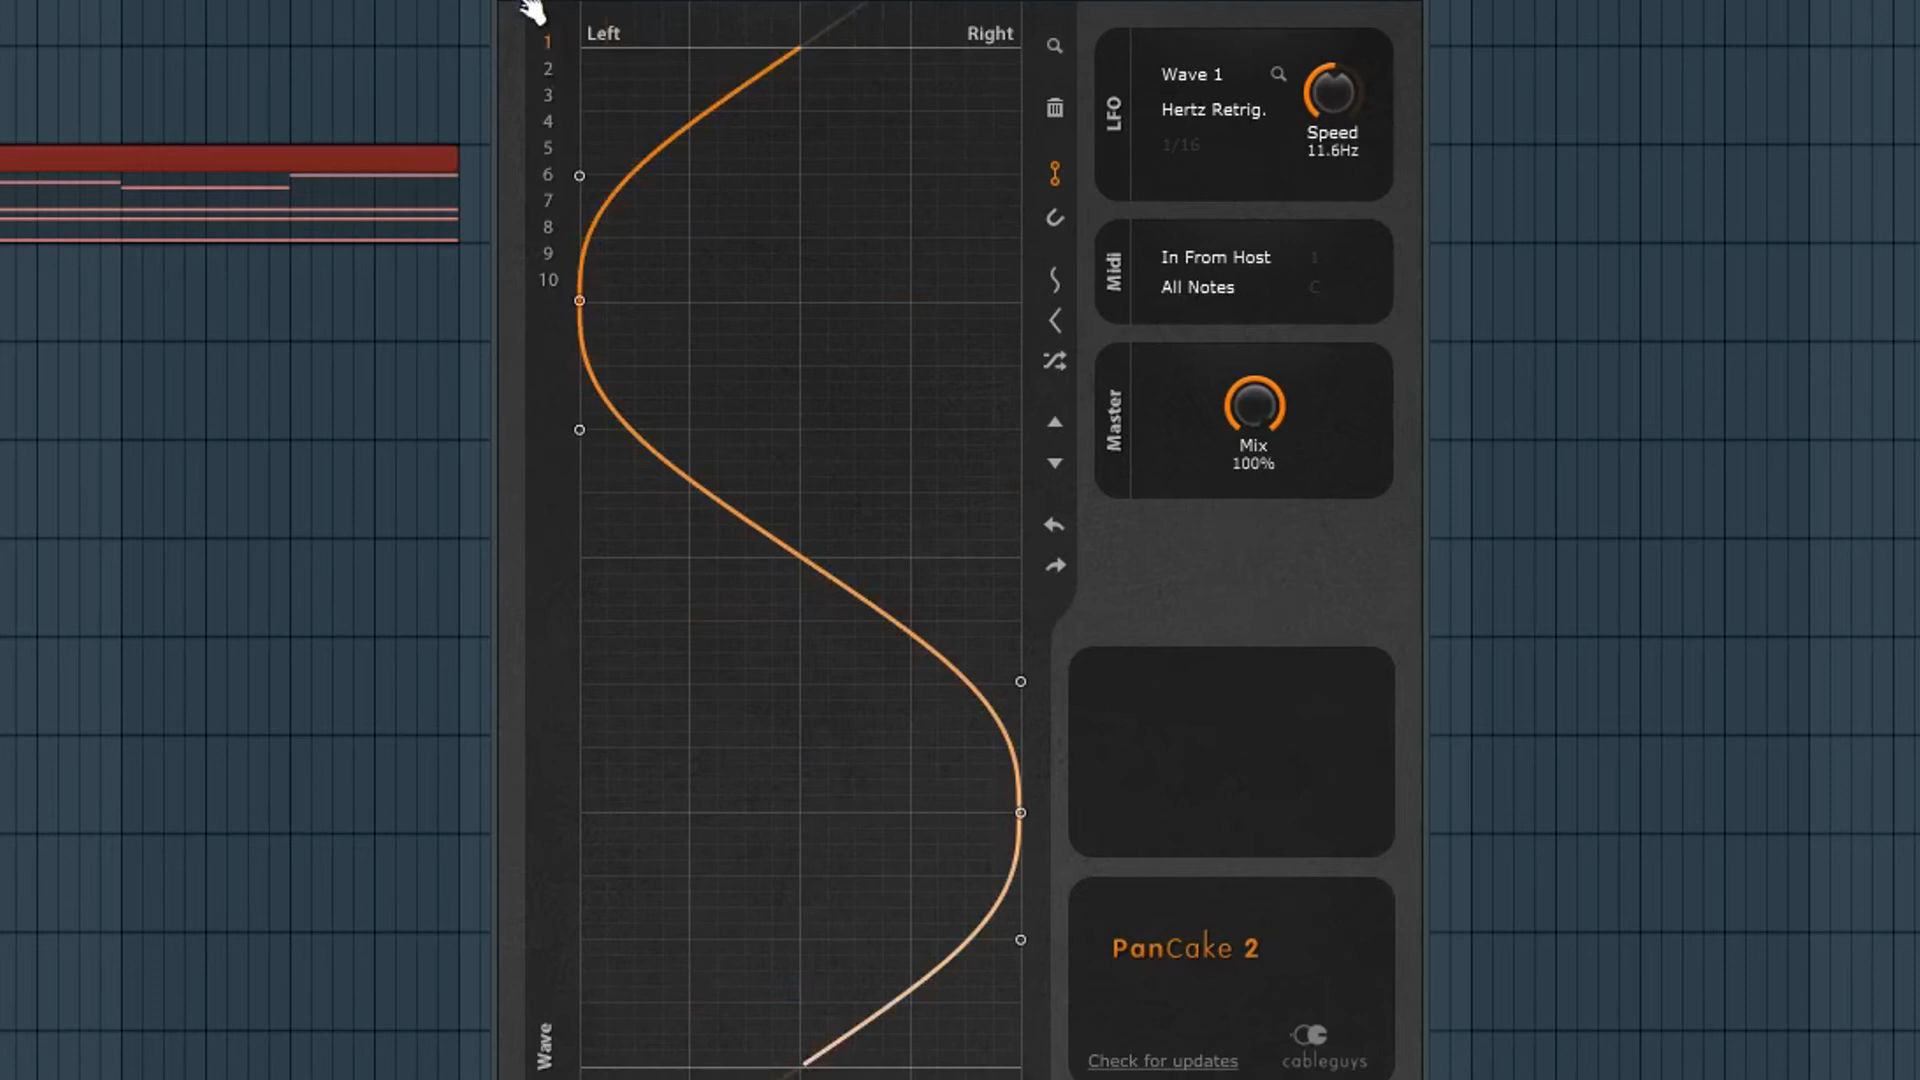 Left
Right
1
2
3
4
5
6
7
8
9
10
Wave
LFO
Wave 1
Hertz Retrig.
1/16
Speed
11.6Hz
Midi
In From Host
1
All Notes
C
Master
Mix
100%
PanCake 2
Check for updates
cableguys